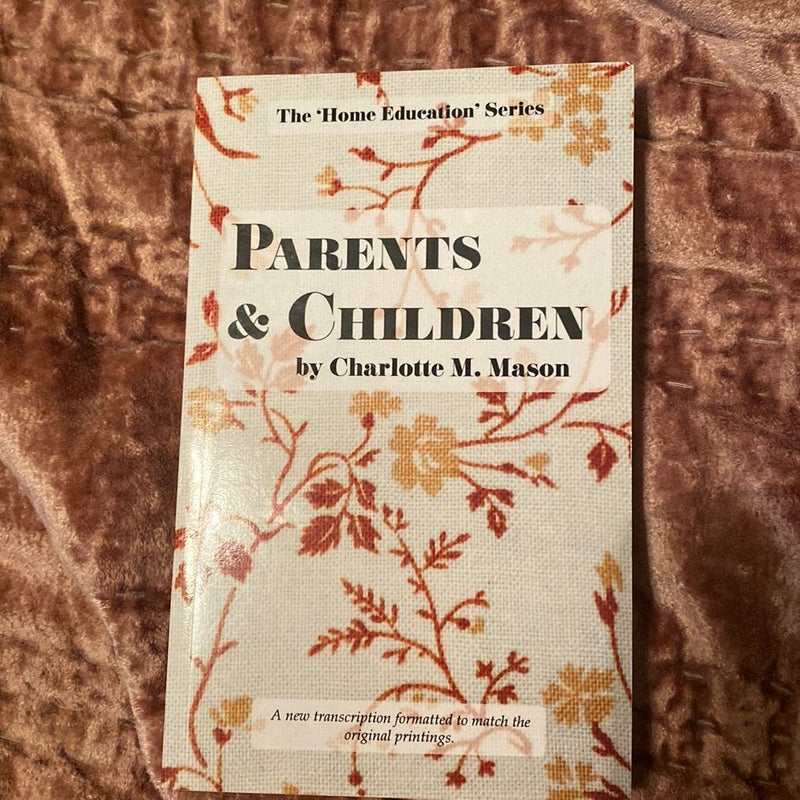 The ‘Home Education’ Series
PARENTS
& CHILDREN
by Charlotte M. Mason
A new transcription formatted to match the
original printings.